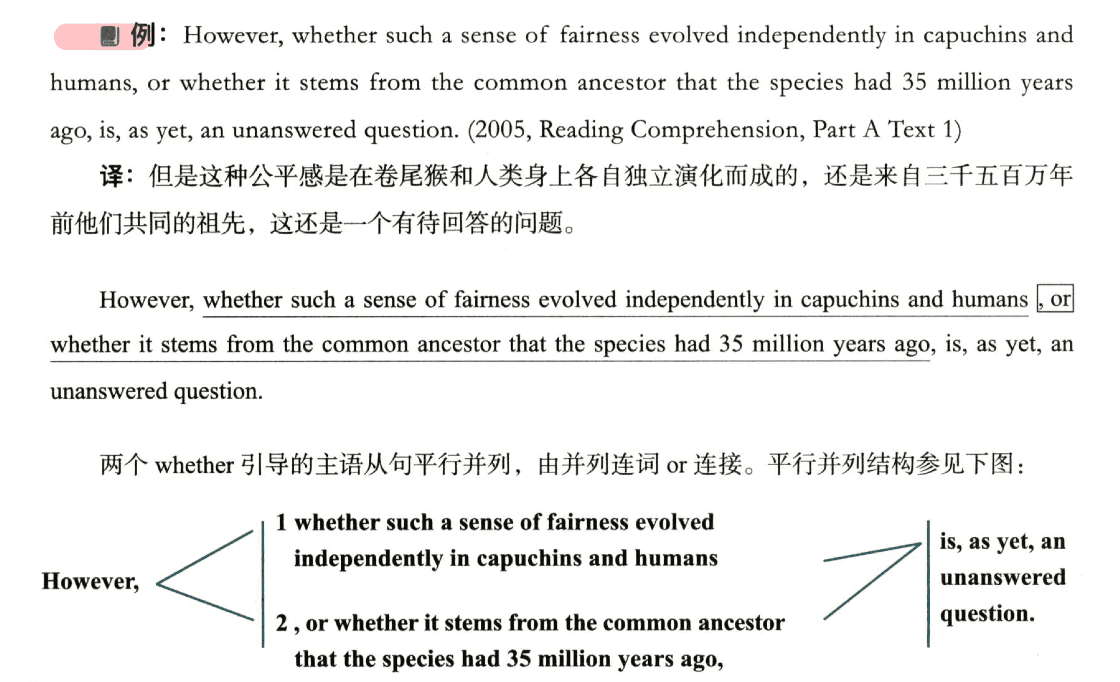 例：However, whether such a sense of fairness evolved independently in capuchins and
humans, or whether it stems from the common ancestor that the species had 35 million years
ago, is, as yet, an unanswered question. (2005, Reading Comprehension, Part A Text 1)
译：但是这种公平感是在卷尾猴和人类身上各自独立演化而成的，还是来自三千五百万年
前他们共同的祖先，这还是一个有待回答的问题。
However, whether such a sense of fairness evolved independently in capuchins and humans , or
whether it stems from the common ancestor that the species had 35 million years ago, is, as yet, an
unanswered question.
两个 whether 引导的主语从句平行并列，由并列连词 or 连接。平行并列结构参见下图：
However,
1 whether such a sense of fairness evolved
independently in capuchins and humans
2 , or whether it stems from the common ancestor
that the species had 35 million years ago,
is, as yet, an
unanswered
question.